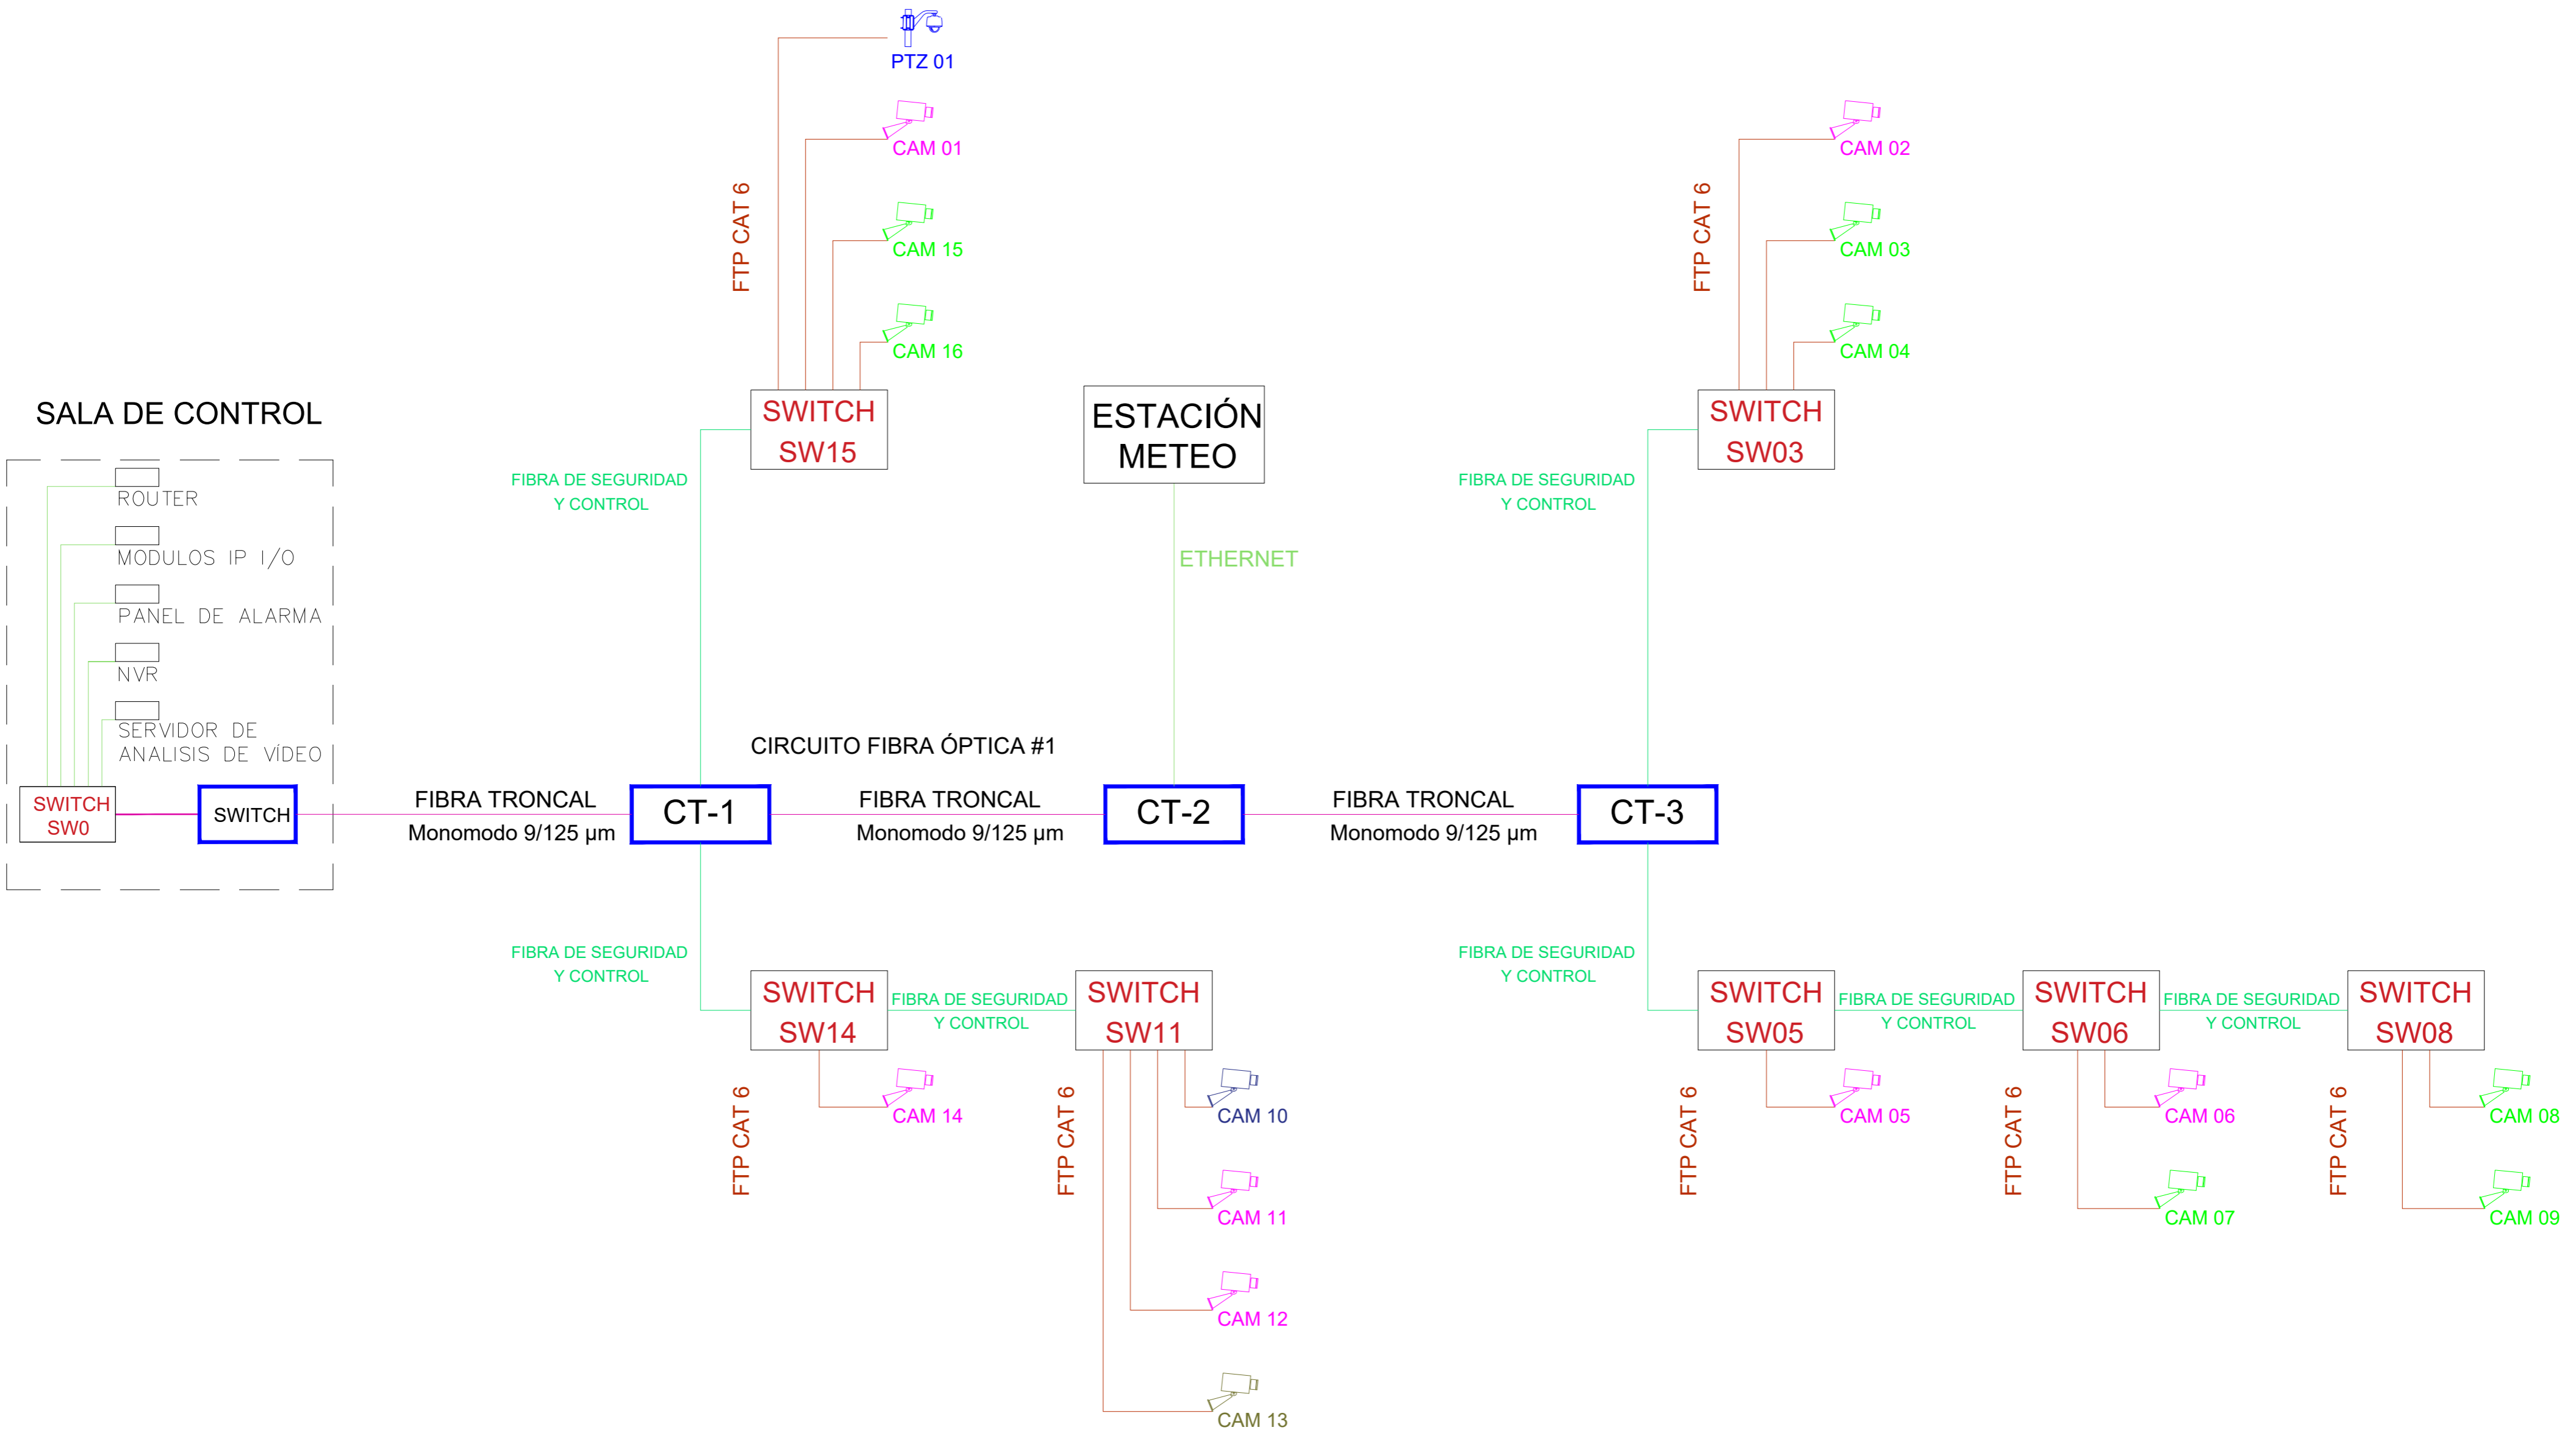 PTZ 01
CAM 01
CAM 15
CAM 16
FTP CAT 6
CAM 02
CAM 03
CAM 04
FTP CAT 6
SALA DE CONTROL
ROUTER
MODULOS IP I/O
PANEL DE ALARMA
NVR
SERVIDOR DE
ANALISIS DE VÍDEO
SWITCH
SW0
SWITCH
SWITCH
SW15
ESTACIÓN
METEO
SWITCH
SW03
FIBRA DE SEGURIDAD
Y CONTROL
ETHERNET
FIBRA DE SEGURIDAD
Y CONTROL
CIRCUITO FIBRA ÓPTICA #1
FIBRA TRONCAL
Monomodo 9/125 µm
CT-1
FIBRA TRONCAL
Monomodo 9/125 µm
CT-2
FIBRA TRONCAL
Monomodo 9/125 µm
CT-3
FIBRA DE SEGURIDAD
Y CONTROL
SWITCH
SW14
FIBRA DE SEGURIDAD
Y CONTROL
SWITCH
SW11
FTP CAT 6
CAM 14
FTP CAT 6
CAM 10
CAM 11
CAM 12
CAM 13
FIBRA DE SEGURIDAD
Y CONTROL
SWITCH
SW05
FIBRA DE SEGURIDAD
Y CONTROL
SWITCH
SW06
FIBRA DE SEGURIDAD
Y CONTROL
SWITCH
SW08
FTP CAT 6
CAM 05
FTP CAT 6
CAM 06
CAM 07
FTP CAT 6
CAM 08
CAM 09